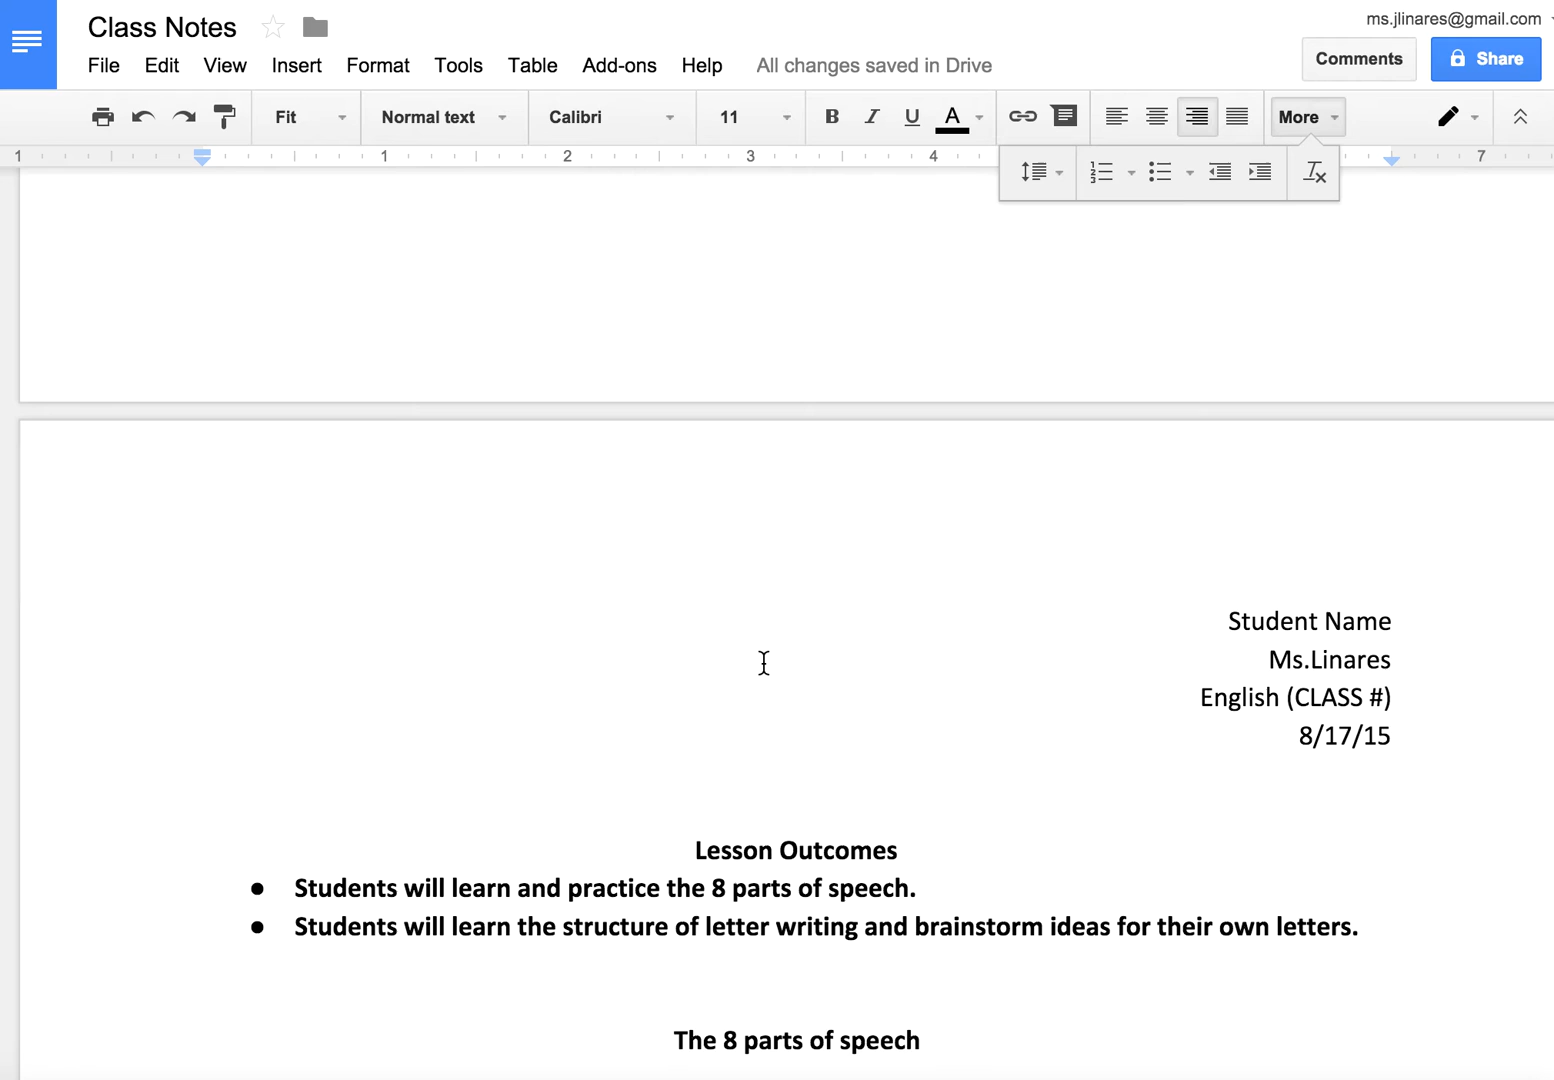 Class Notes
ms.jlinares@gmail.com
File Edit View Insert Format Tools Table Add-ons Help All changes saved in Drive
Comments
Share
Fit Normal text Calibri 11 B I U A More
1 1 2 3 4 7
Student Name
Ms.Linares
English (CLASS #)
8/17/15
Lesson Outcomes
● Students will learn and practice the 8 parts of speech.
● Students will learn the structure of letter writing and brainstorm ideas for their own letters.
The 8 parts of speech